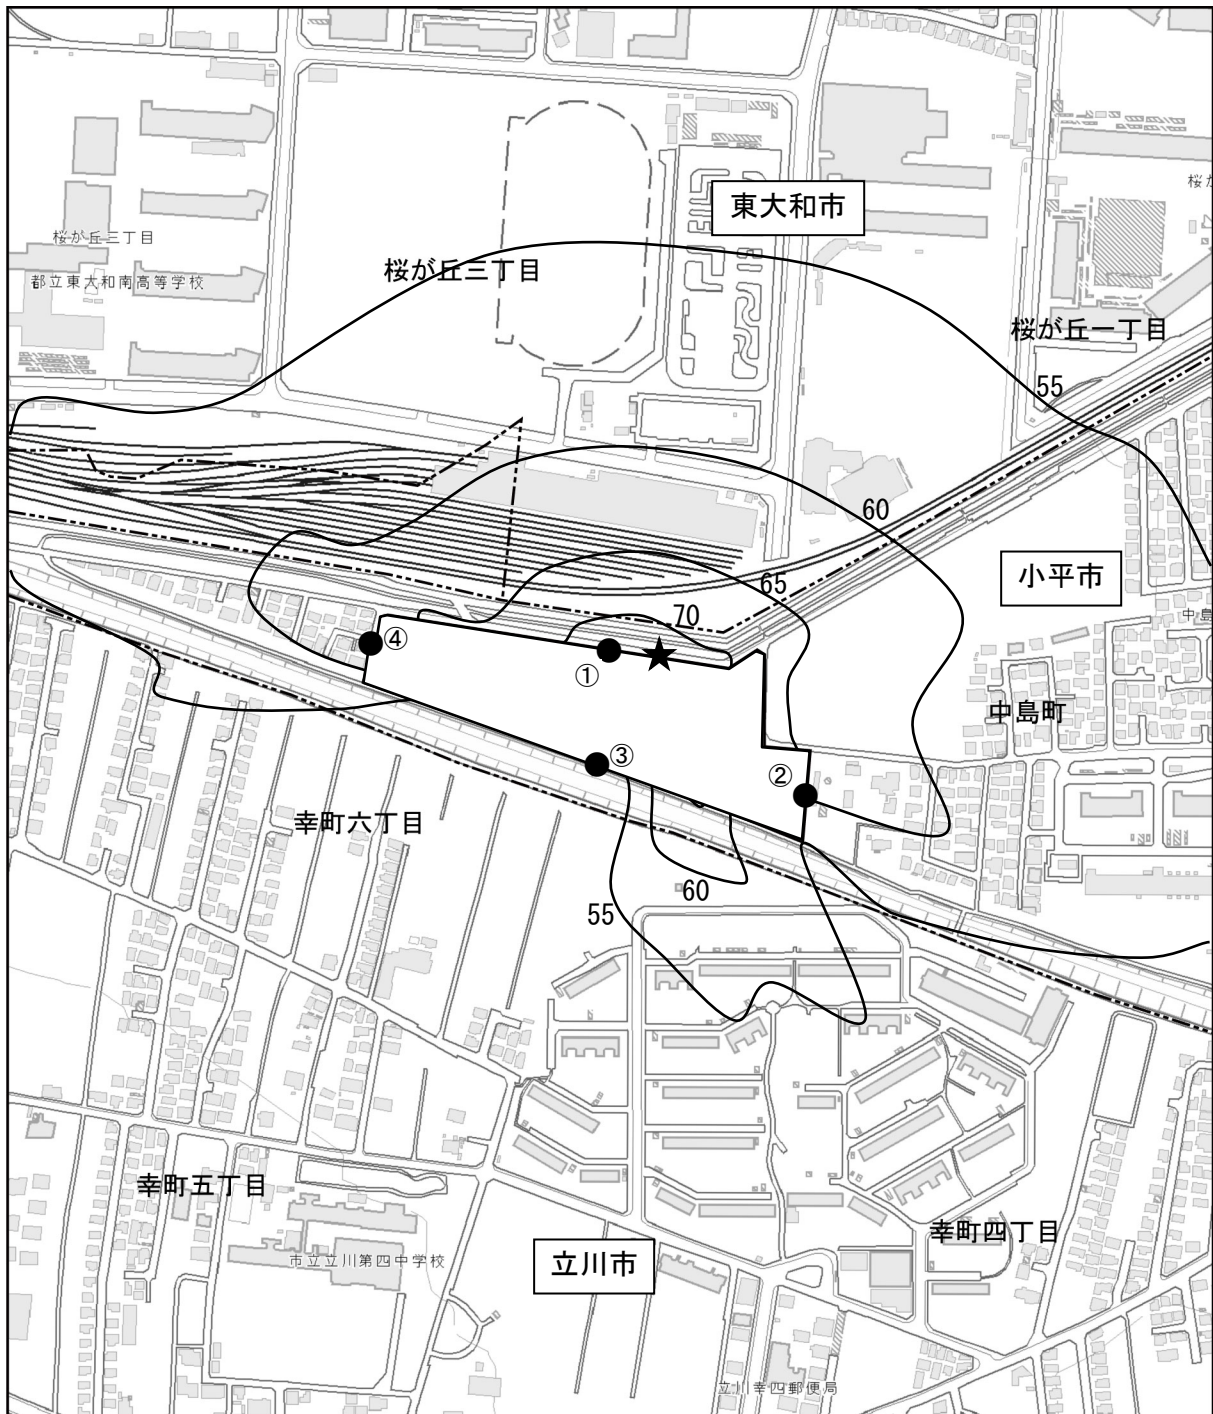 東大和市
桜が丘三丁目
都立東大和南高等学校
桜が丘三丁目
桜が丘一丁目
55
60
小平市
65
70
④
①
中島町
③
②
幸町六丁目
60
55
幸町五丁目
幸町四丁目
市立立川第四中学校
立川市
立川幸四郵便局